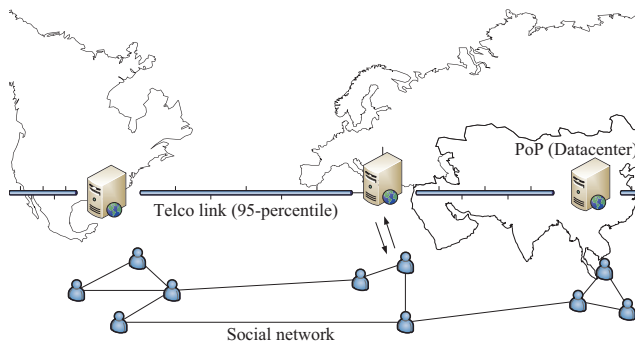 PoP (Datacenter)
Telco link (95-percentile)
Social network